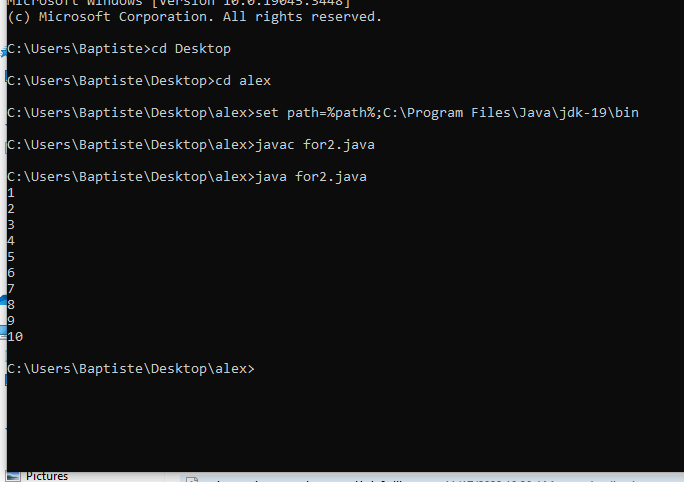 Microsoft Windows [Version 10.0.19045.3448]
(c) Microsoft Corporation. All rights reserved.
C:\Users\Baptiste>cd Desktop
C:\Users\Baptiste\Desktop>cd alex
C:\Users\Baptiste\Desktop\alex>set path=%path%;C:\Program Files\Java\jdk-19\bin
C:\Users\Baptiste\Desktop\alex>javac for2.java
C:\Users\Baptiste\Desktop\alex>java for2.java
1
2
3
4
5
6
7
8
9
10
C:\Users\Baptiste\Desktop\alex>
Pictures